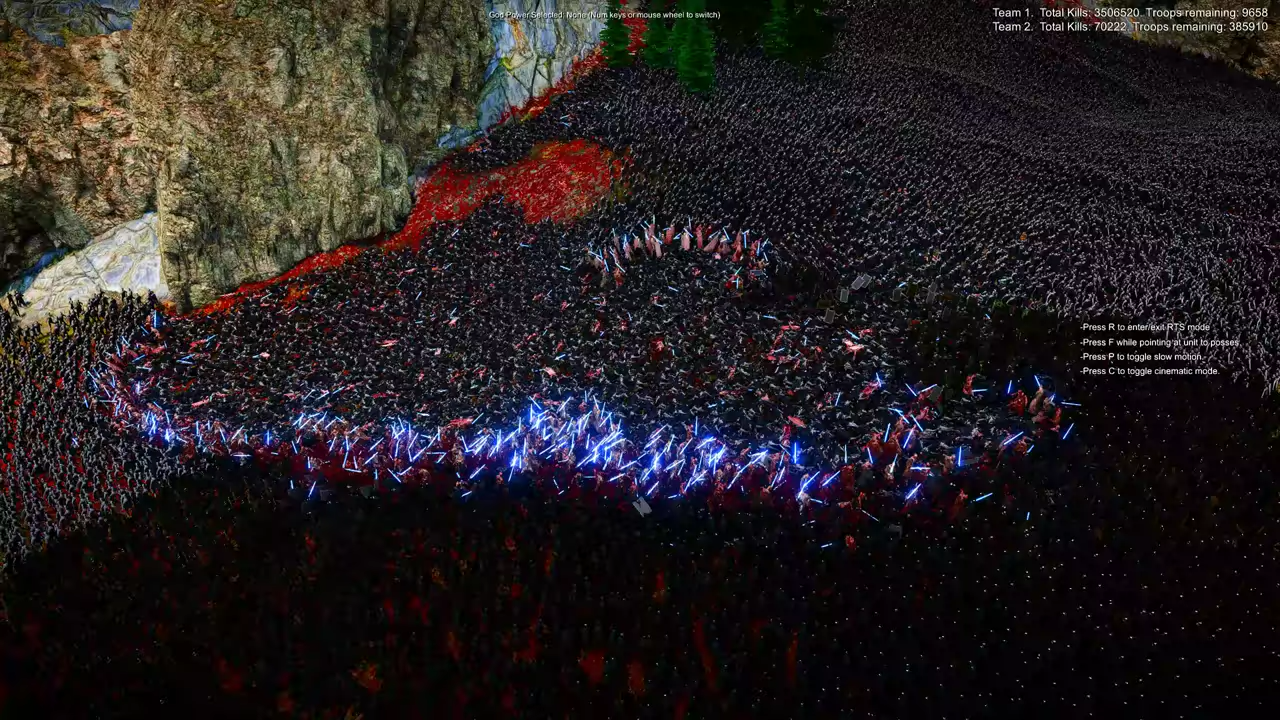 God Power Selected: None (Num keys or mouse wheel to switch)
Team 1. Total Kills: 3506520. Troops remaining: 9658
Team 2. Total Kills: 70222. Troops remaining: 385910
-Press R to enter/exit RTS mode
-Press F while pointing at unit to posses.
-Press P to toggle slow motion.
-Press C to toggle cinematic mode.